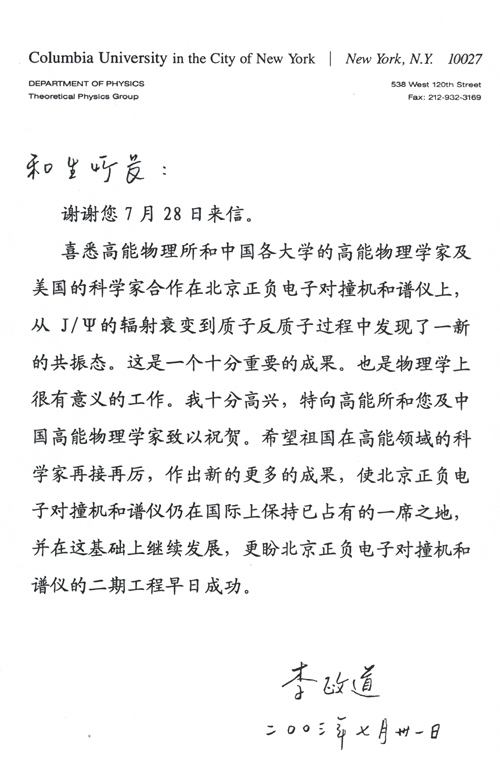 Columbia University in the City of New York | New York, N.Y. 10027
DEPARTMENT OF PHYSICS
Theoretical Physics Group
538 West 120th Street
Fax: 212-932-3169
和生所长：
谢谢您7月28日来信。
喜悉高能物理所和中国各大学的高能物理学家及
美国的科学家合作在北京正负电子对撞机和谱仪上，
从 J/Ψ的辐射衰变到质子反质子过程中发现了一新
的共振态。这是一个十分重要的成果。也是物理学上
很有意义的工作。我十分高兴，特向高能所和您及中
国高能物理学家致以祝贺。希望祖国在高能领域的科
学家再接再厉，作出新的更多的成果，使北京正负电
子对撞机和谱仪仍在国际上保持已占有的一席之地，
并在这基础上继续发展，更盼北京正负电子对撞机和
谱仪的二期工程早日成功。
李政道
二〇〇三年七月卅一日